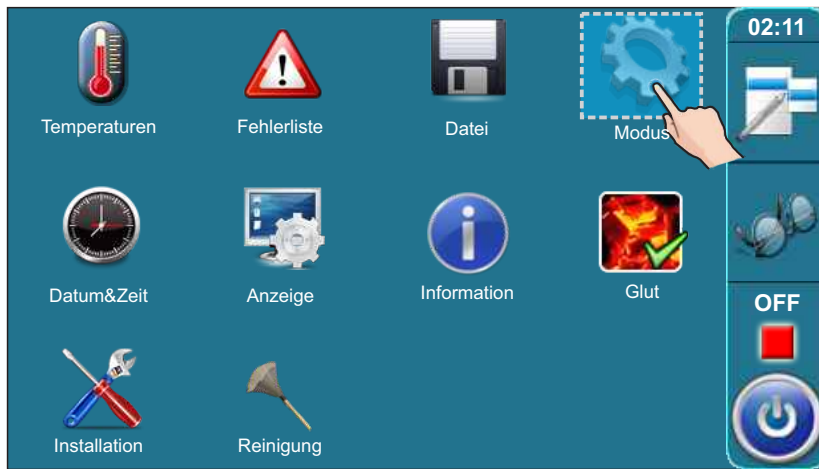 02:11
Temperaturen
Fehlerliste
Datei
Modus
Datum&Zeit
Anzeige
Information
Glut
OFF
Installation
Reinigung